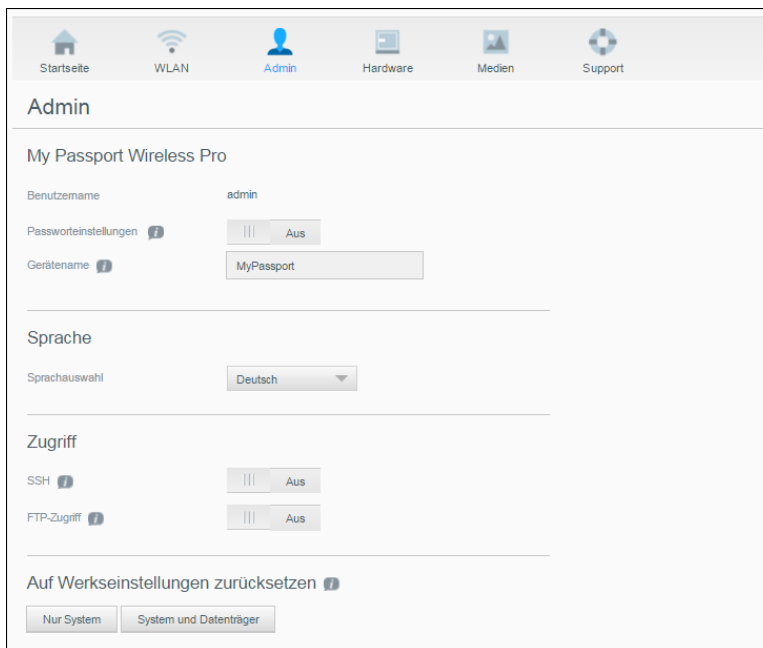 Startseite WLAN Admin Hardware Medien Support
Admin
My Passport Wireless Pro
Benutzername admin
Passworteinstellungen i Aus
Gerätename i MyPassport
Sprache
Sprachauswahl Deutsch
Zugriff
SSH i Aus
FTP-Zugriff i Aus
Auf Werkseinstellungen zurücksetzen i
Nur System System und Datenträger